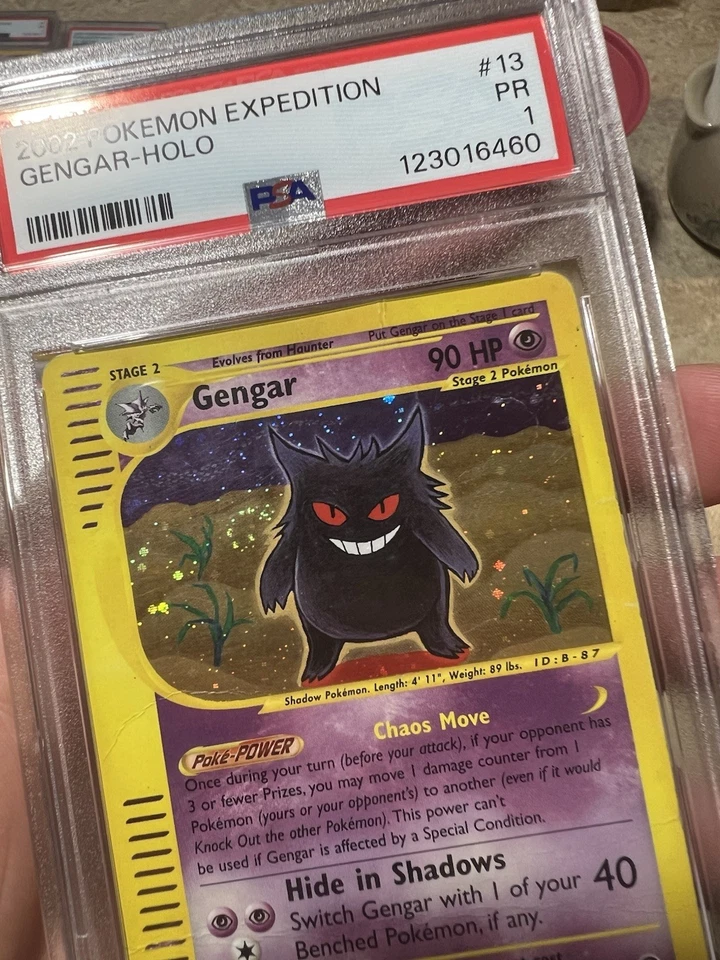 2002 POKEMON EXPEDITION
#13
GENGAR-HOLO
PR
1
123016460
PSA
STAGE 2
Evolves from Haunter
Put Gengar on the Stage 1 card
Gengar
90 HP
Stage 2 Pokémon
Shadow Pokémon. Length: 4' 11", Weight: 89 lbs. ID:B-87
Poké-POWER
Chaos Move
Once during your turn (before your attack), if your opponent has
3 or fewer Prizes, you may move 1 damage counter from 1
Pokémon (yours or your opponent's) to another (even if it would
Knock Out the other Pokémon). This power can't
be used if Gengar is affected by a Special Condition.
Hide in Shadows
40
Switch Gengar with 1 of your
Benched Pokémon, if any.